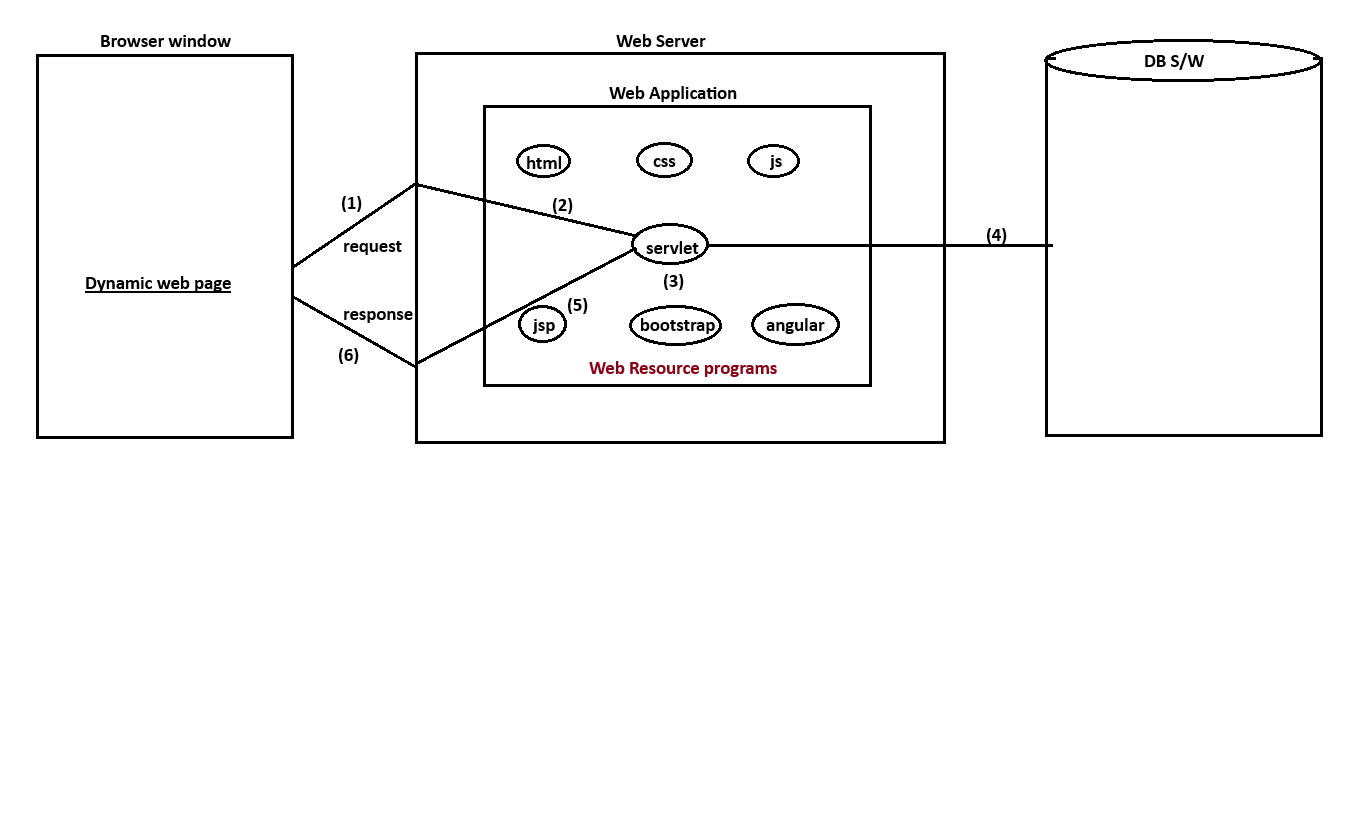 Browser window
Web Server
DB S/W
Web Application
html
css
js
(1)
(2)
request
servlet
(4)
Dynamic web page
(3)
response
(5)
(6)
jsp
bootstrap
angular
Web Resource programs